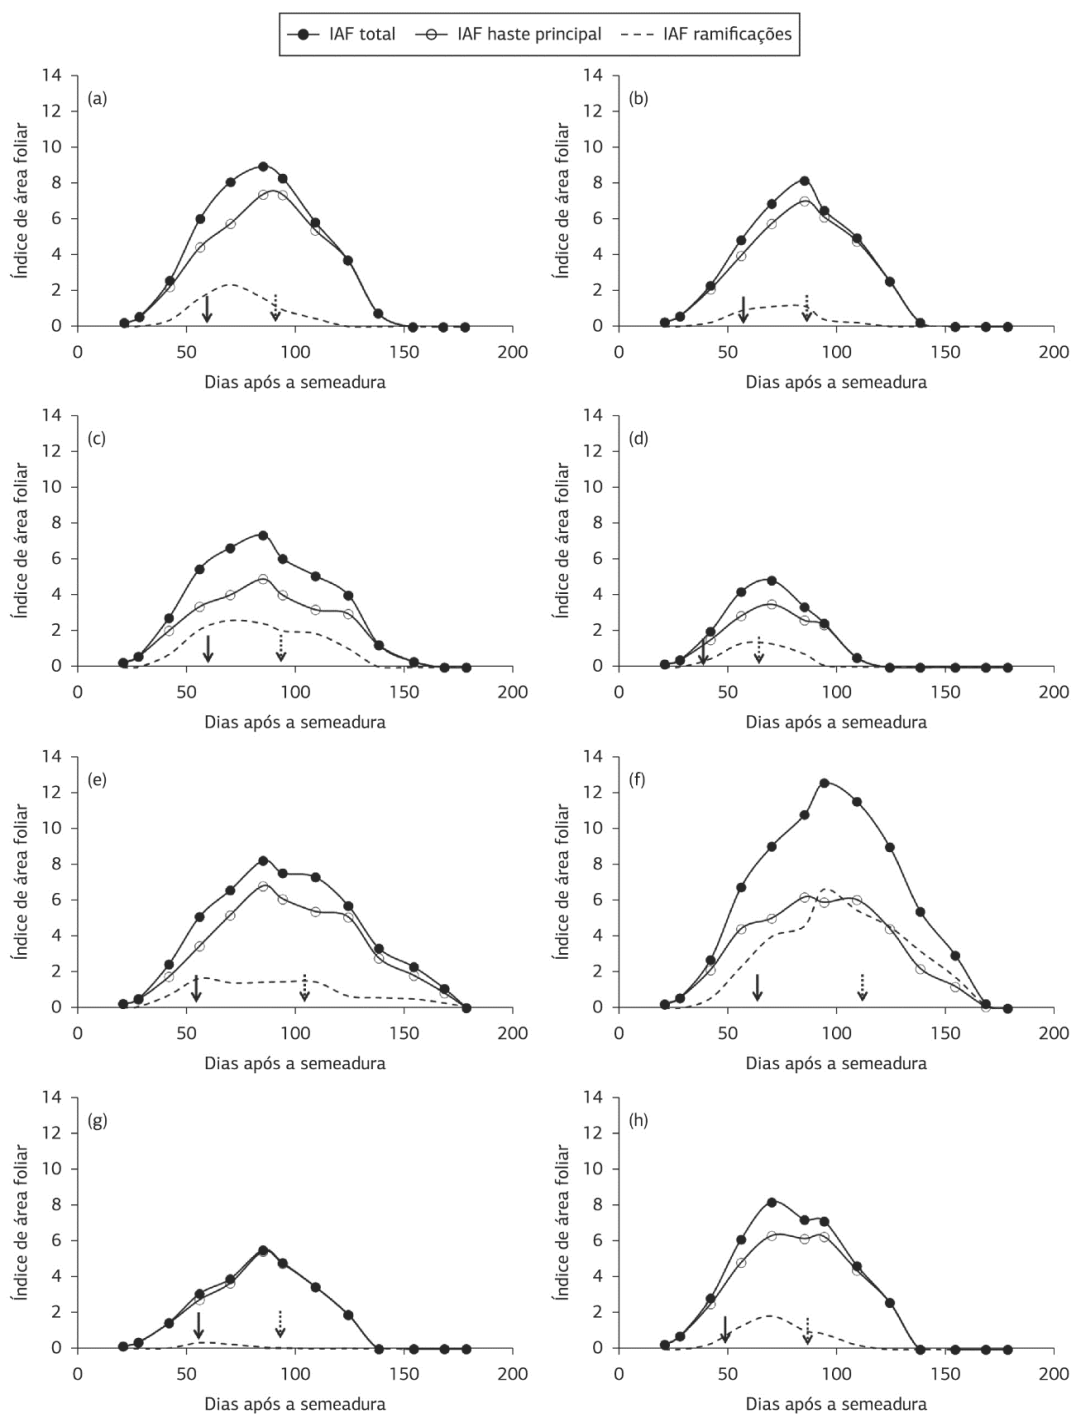 IAF total IAF haste principal IAF ramificações
(a)
14
12
10
8
6
4
2
0
Índice de área foliar
0 50 100 150 200
Dias após a semeadura
(b)
14
12
10
8
6
4
2
0
Índice de área foliar
0 50 100 150 200
Dias após a semeadura
(c)
14
12
10
8
6
4
2
0
Índice de área foliar
0 50 100 150 200
Dias após a semeadura
(d)
14
12
10
8
6
4
2
0
Índice de área foliar
0 50 100 150 200
Dias após a semeadura
(e)
14
12
10
8
6
4
2
0
Índice de área foliar
0 50 100 150 200
Dias após a semeadura
(f)
14
12
10
8
6
4
2
0
Índice de área foliar
0 50 100 150 200
Dias após a semeadura
(g)
14
12
10
8
6
4
2
0
Índice de área foliar
0 50 100 150 200
Dias após a semeadura
(h)
14
12
10
8
6
4
2
0
Índice de área foliar
0 50 100 150 200
Dias após a semeadura